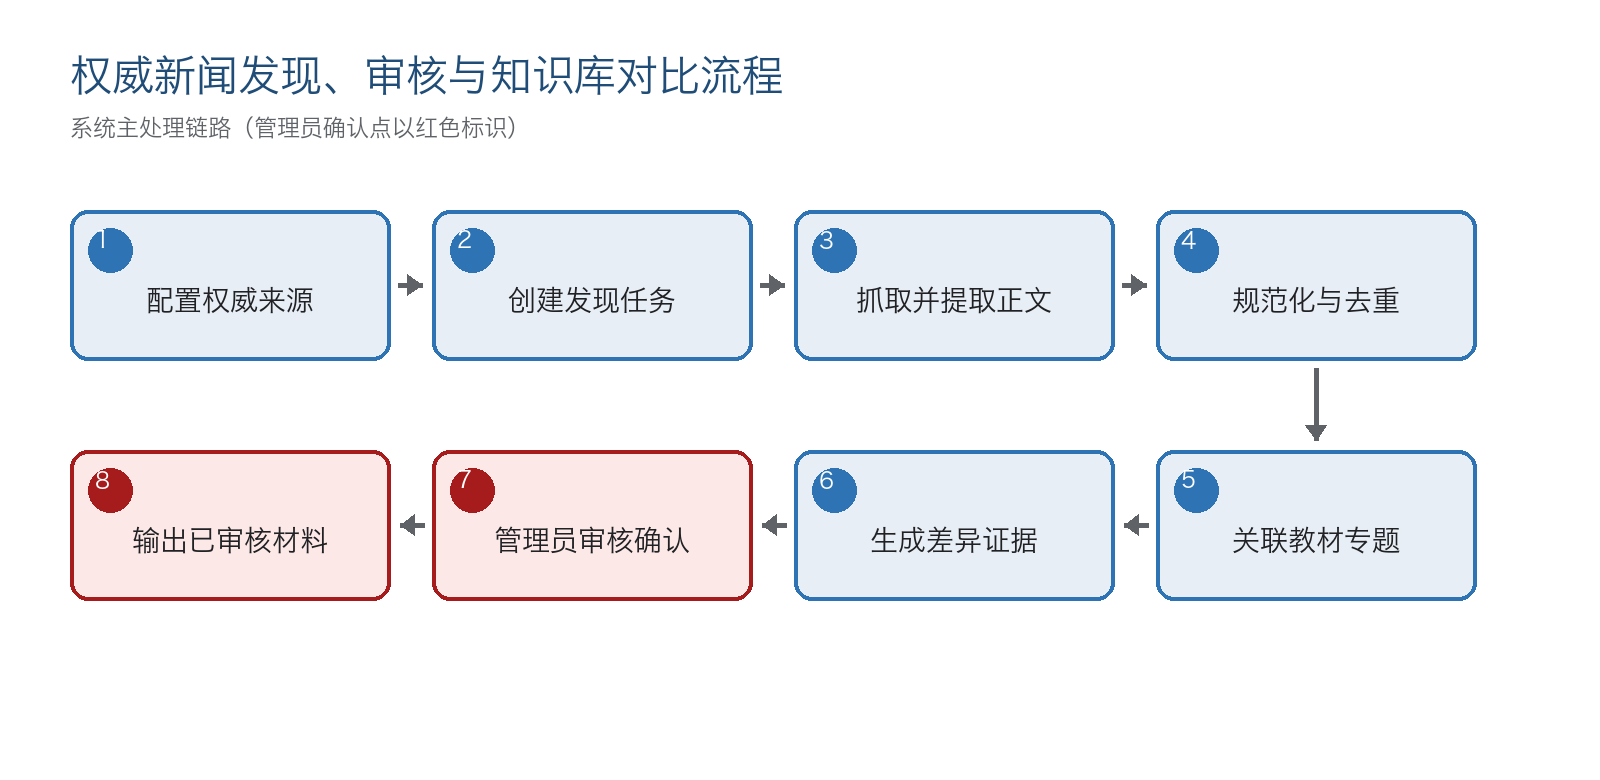 权威新闻发现、审核与知识库对比流程
系统主处理链路（管理员确认点以红色标识）
1
配置权威来源
2
创建发现任务
3
抓取并提取正文
4
规范化与去重
5
关联教材专题
6
生成差异证据
7
管理员审核确认
8
输出已审核材料